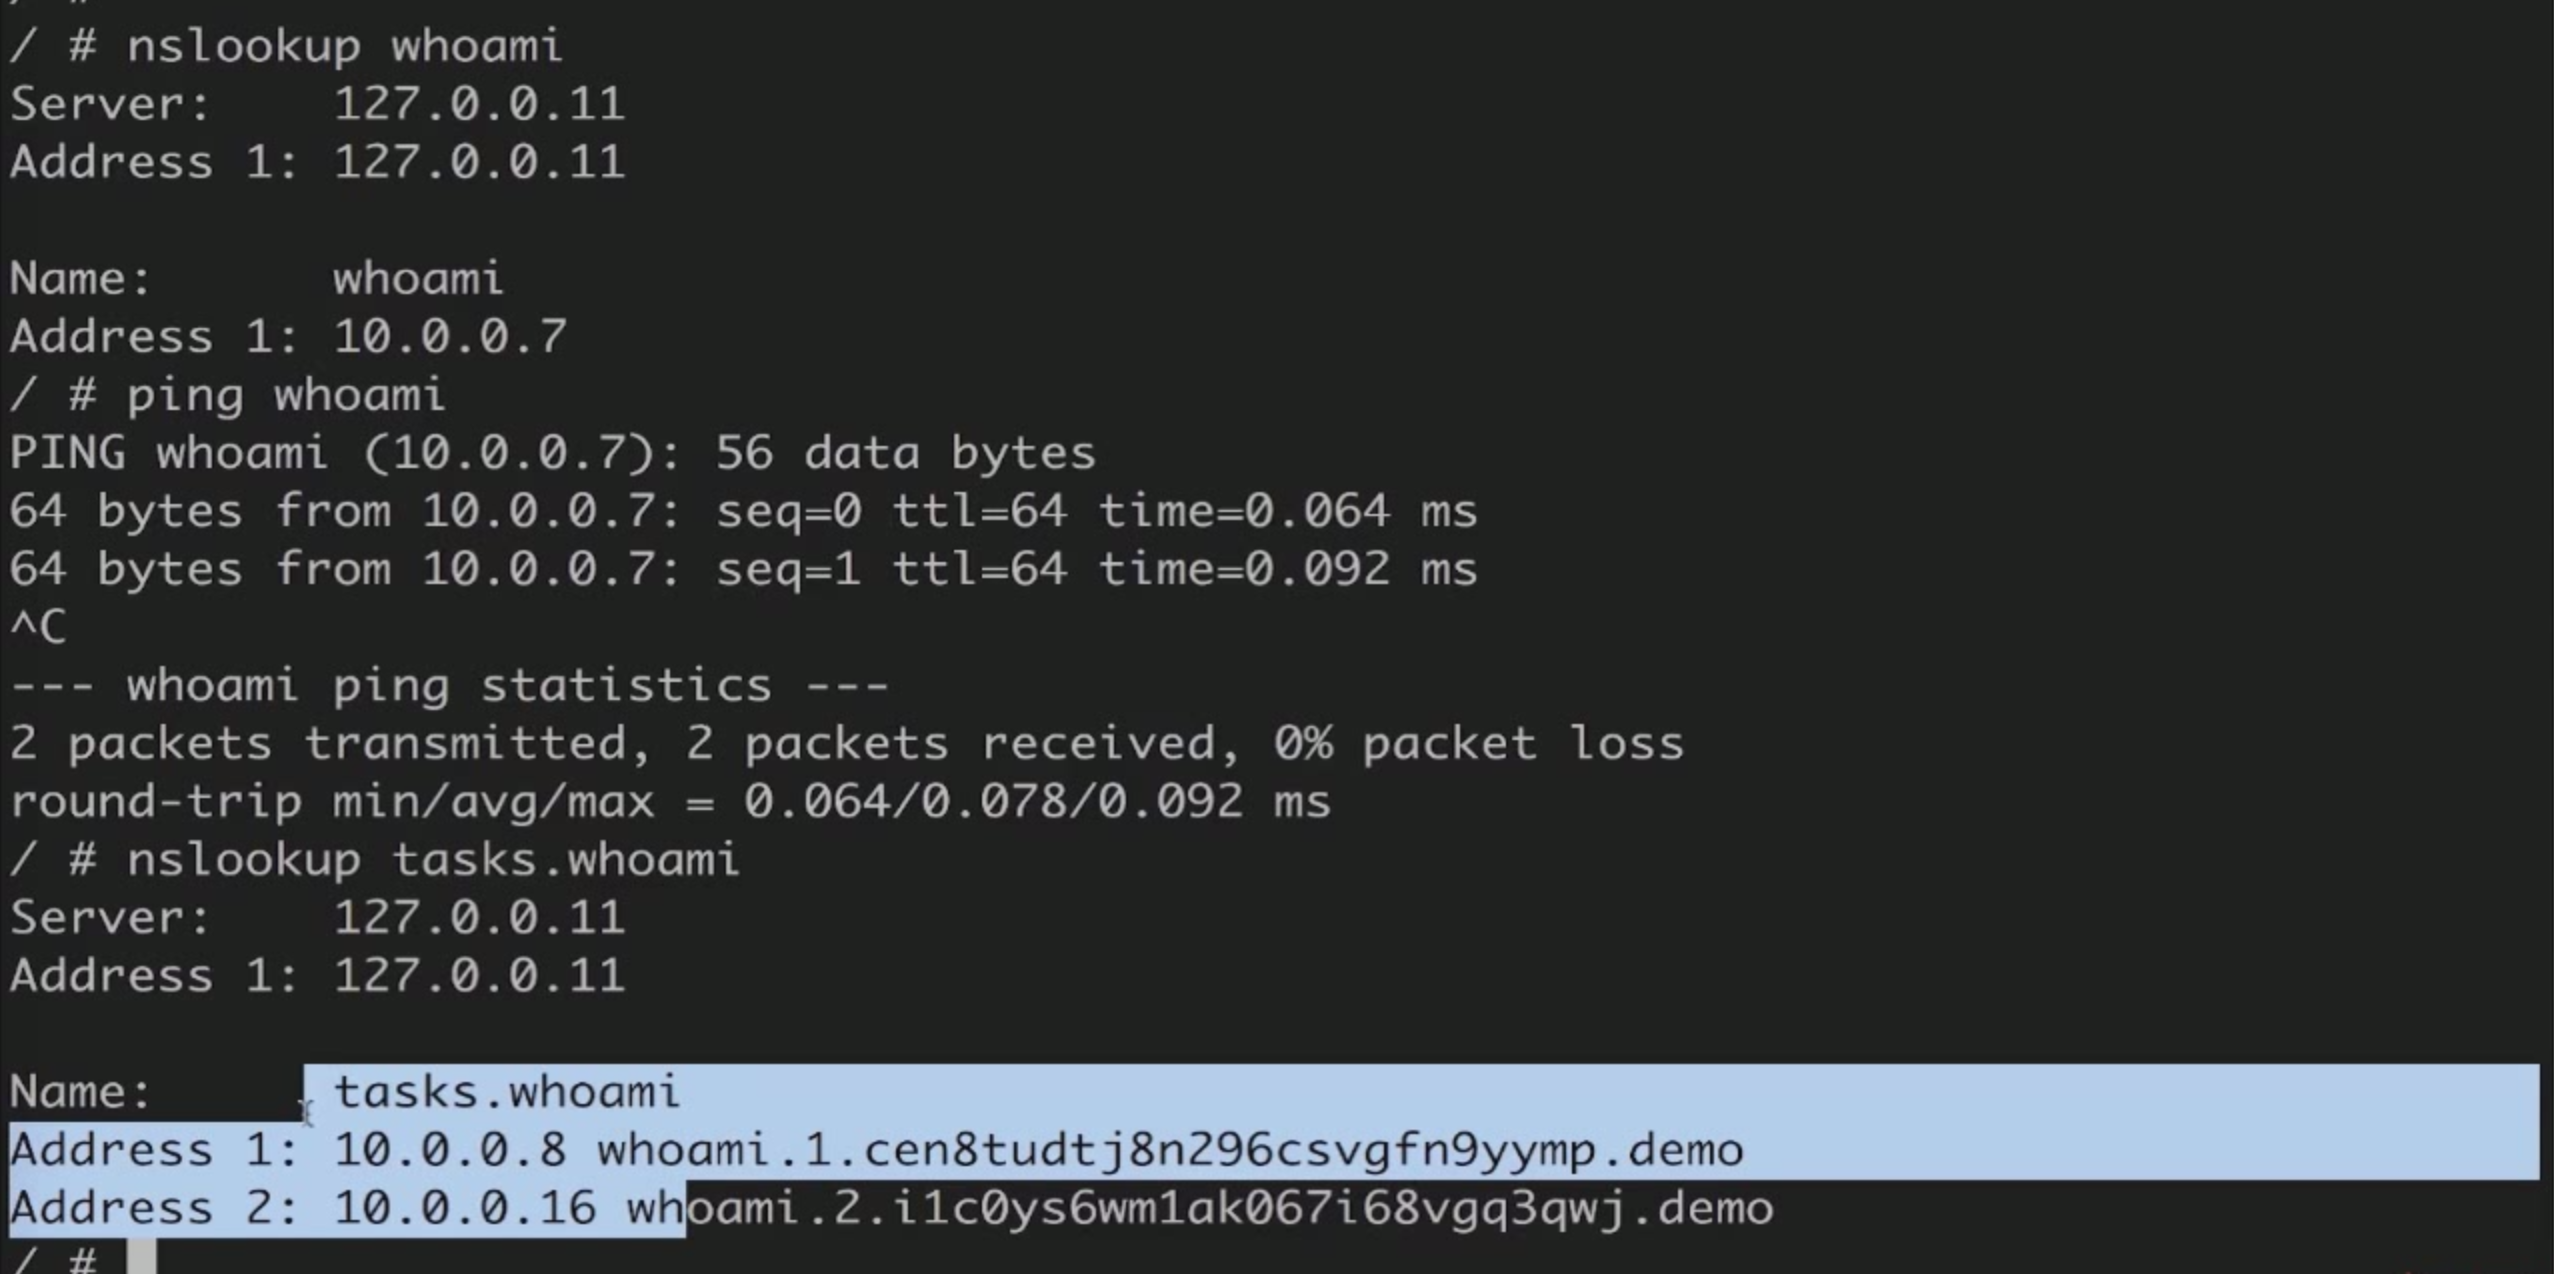 / # nslookup whoami
Server:    127.0.0.11
Address 1: 127.0.0.11

Name:      whoami
Address 1: 10.0.0.7
/ # ping whoami
PING whoami (10.0.0.7): 56 data bytes
64 bytes from 10.0.0.7: seq=0 ttl=64 time=0.064 ms
64 bytes from 10.0.0.7: seq=1 ttl=64 time=0.092 ms
^C
--- whoami ping statistics ---
2 packets transmitted, 2 packets received, 0% packet loss
round-trip min/avg/max = 0.064/0.078/0.092 ms
/ # nslookup tasks.whoami
Server:    127.0.0.11
Address 1: 127.0.0.11

Name:      tasks.whoami
Address 1: 10.0.0.8 whoami.1.cen8tudtj8n296csvgfn9yymp.demo
Address 2: 10.0.0.16 whoami.2.i1c0ys6wm1ak067i68vgq3qwj.demo
/ #